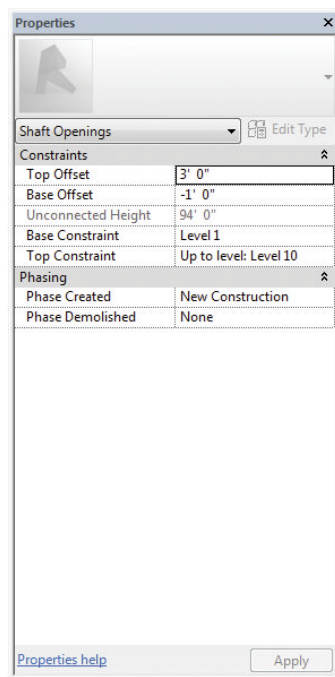 Properties
Shaft Openings Edit Type
Constraints
Top Offset 3' 0"
Base Offset -1' 0"
Unconnected Height 94' 0"
Base Constraint Level 1
Top Constraint Up to level: Level 10
Phasing
Phase Created New Construction
Phase Demolished None
Properties help Apply